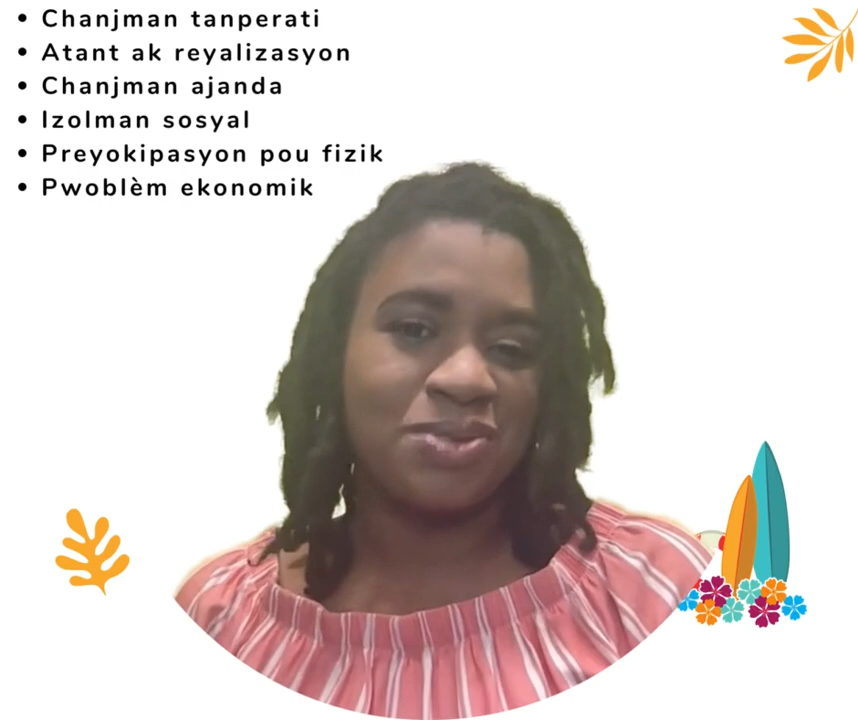 Chanjman tanperati
Atant ak reyalizasyon
Chanjman ajanda
Izolman sosyal
Preyokipasyon pou fizik
Pwoblèm ekonomik